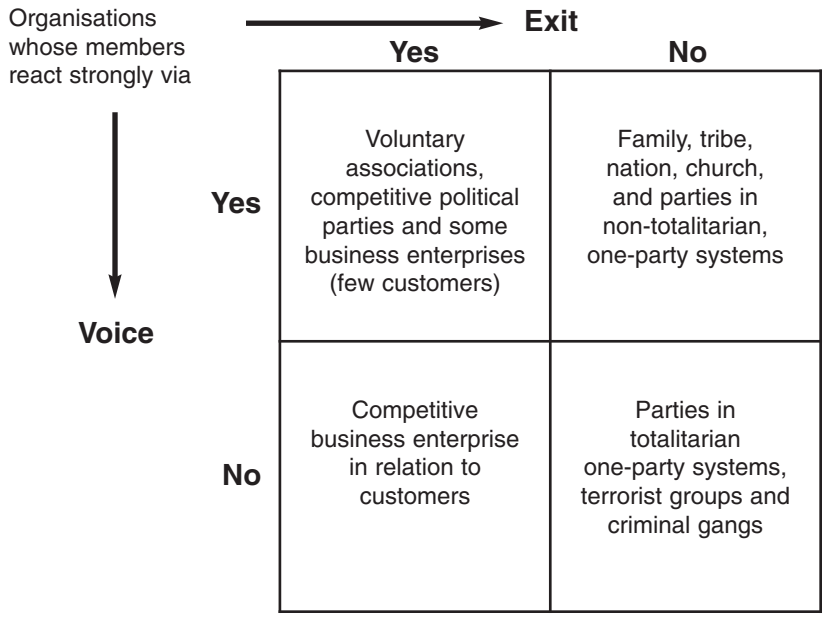 Organisations
whose members
react strongly via
Exit
Yes
No
Yes
Voluntary
associations,
competitive political
parties and some
business enterprises
(few customers)
Family, tribe,
nation, church,
and parties in
non-totalitarian,
one-party systems
Voice
No
Competitive
business enterprise
in relation to
customers
Parties in
totalitarian
one-party systems,
terrorist groups and
criminal gangs